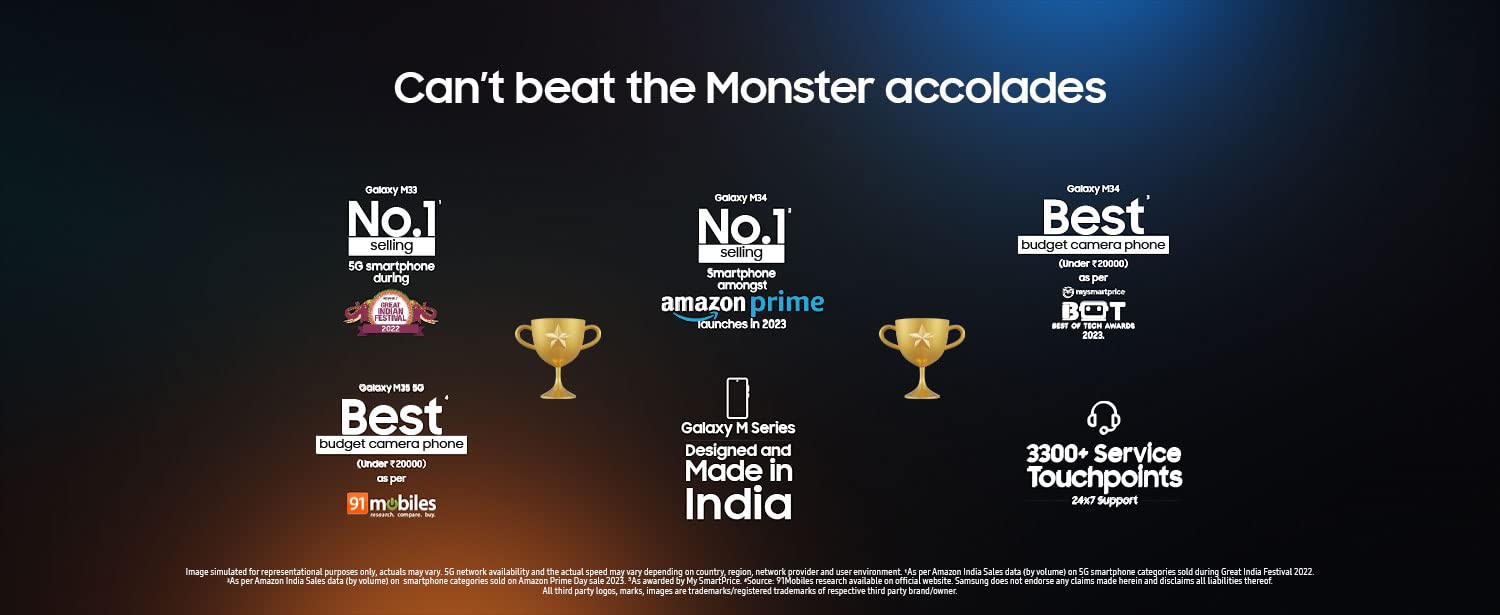 Can't beat the Monster accolades
Galaxy M33
No.1¹
selling
5G smartphone
during
GREAT
INDIAN
FESTIVAL
2022
Galaxy M34
No.1²
selling
Smartphone
amongst
amazon prime
launches in 2023
Galaxy M34
Best³
budget camera phone
(Under ₹20000)
as per
mysmartprice
BOT
BEST OF TECH AWARDS
2023.
Galaxy M35 5G
Best⁴
budget camera phone
(Under ₹20000)
as per
91mobiles
research. compare. buy.
Galaxy M Series
Designed and
Made in
India
3300+ Service
Touchpoints
24x7 Support
Image simulated for representational purposes only, actuals may vary. 5G network availability and the actual speed may vary depending on country, region, network provider and user environment. ¹As per Amazon India Sales data (by volume) on 5G smartphone categories sold during Great India Festival 2022.
²As per Amazon India Sales data (by volume) on smartphone categories sold on Amazon Prime Day sale 2023. ³As awarded by My SmartPrice. ⁴Source: 91Mobiles research available on official website. Samsung does not endorse any claims made herein and disclaims all liabilities thereof.
All third party logos, marks, images are trademarks/registered trademarks of respective third party brand/owner.